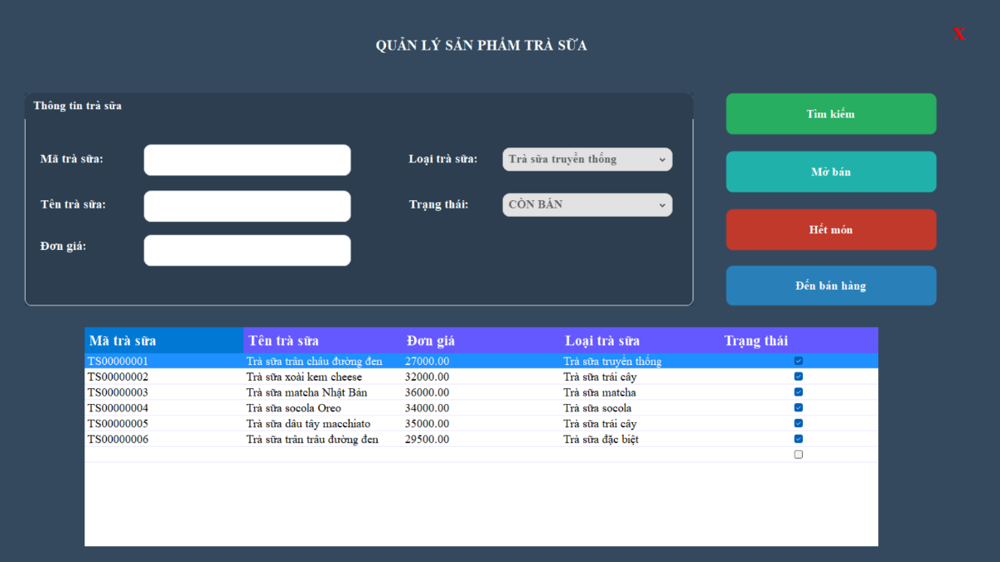 X
QUẢN LÝ SẢN PHẨM TRÀ SỮA
Thông tin trà sữa
Mã trà sữa:
Loại trà sữa: Trà sữa truyền thống
Tên trà sữa:
Trạng thái: CÒN BÁN
Đơn giá:
Tìm kiếm
Mở bán
Hết món
Đến bán hàng
Mã trà sữa Tên trà sữa Đơn giá Loại trà sữa Trạng thái
TS00000001 Trà sữa trân châu đường đen 27000.00 Trà sữa truyền thống
TS00000002 Trà sữa xoài kem cheese 32000.00 Trà sữa trái cây
TS00000003 Trà sữa matcha Nhật Bản 36000.00 Trà sữa matcha
TS00000004 Trà sữa socola Oreo 34000.00 Trà sữa socola
TS00000005 Trà sữa dâu tây macchiato 35000.00 Trà sữa trái cây
TS00000006 Trà sữa trân trâu đường đen 29500.00 Trà sữa đặc biệt